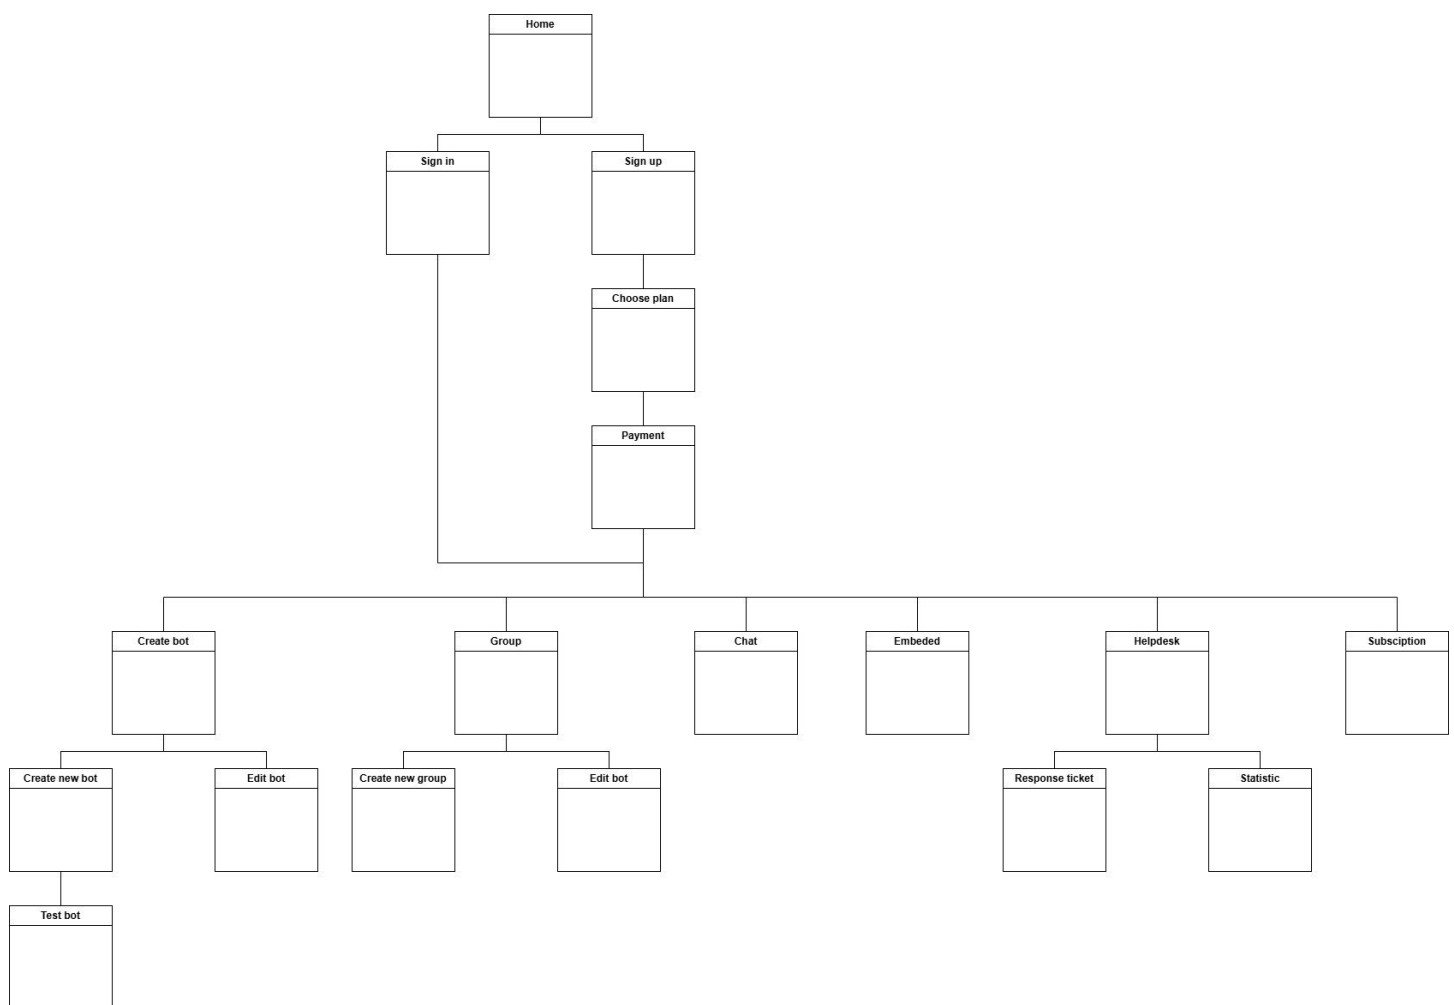 Home
Sign in
Sign up
Choose plan
Payment
Create bot
Group
Chat
Embeded
Helpdesk
Subsciption
Create new bot
Edit bot
Create new group
Edit bot
Response ticket
Statistic
Test bot